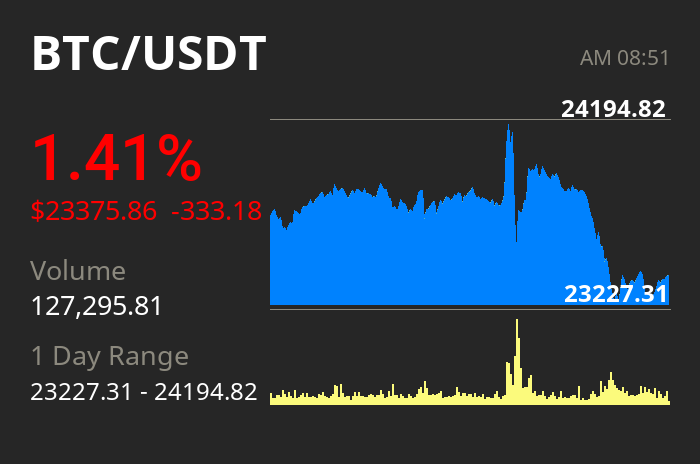 BTC/USDT
AM 08:51
24194.82
1.41%
$23375.86 -333.18
Volume
127,295.81
23227.31
1 Day Range
23227.31 - 24194.82